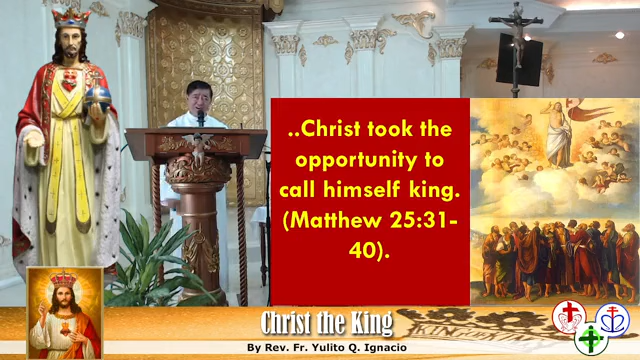 ..Christ took the
opportunity to
call himself king.
(Matthew 25:31-
40).
Christ the King
By Rev. Fr. Yulito Q. Ignacio